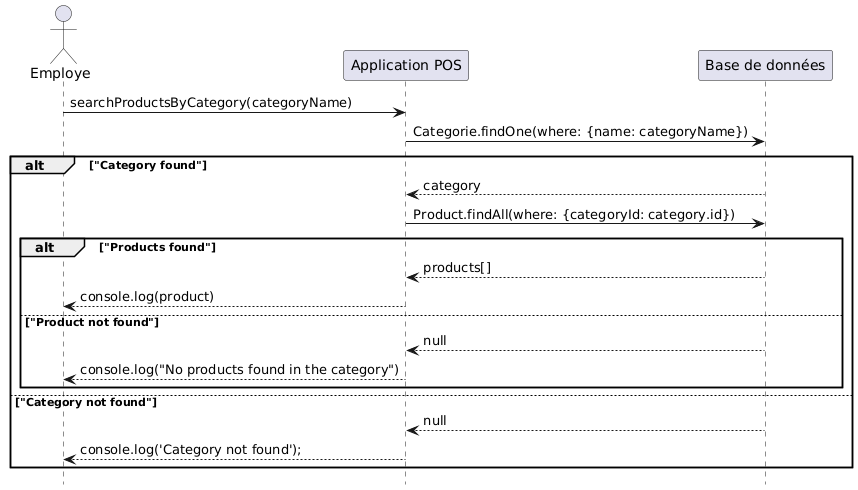 Employe
Application POS
Base de données
searchProductsByCategory(categoryName)
Categorie.findOne(where: {name: categoryName})
alt ["Category found"]
category
Product.findAll(where: {categoryId: category.id})
alt ["Products found"]
products[]
console.log(product)
["Product not found"]
null
console.log("No products found in the category")
["Category not found"]
null
console.log('Category not found');